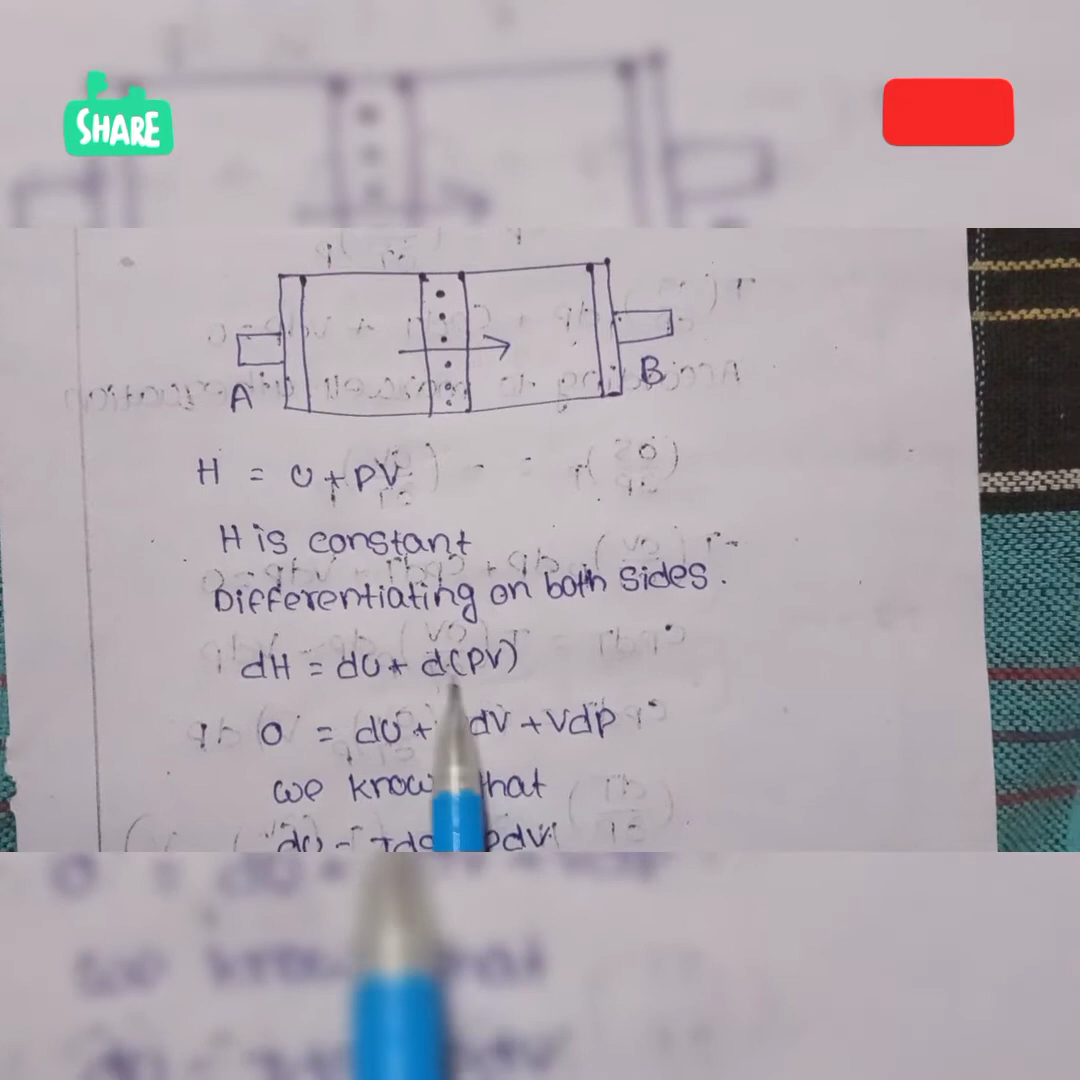 SHARE
A
B
H = U + PV
H is constant
Differentiating on both sides.
dH = dU + d(PV)
0 = dU + dV + Vdp
we know that